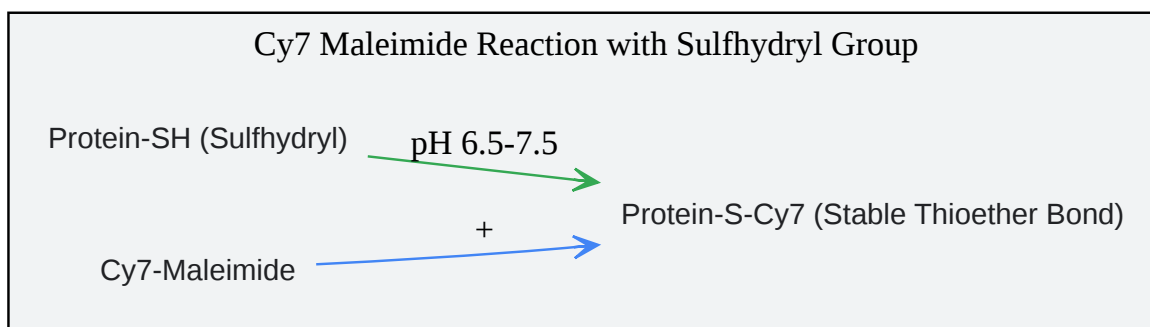 Cy7 Maleimide Reaction with Sulfhydryl Group
Protein-SH (Sulfhydryl)
pH 6.5-7.5
Protein-S-Cy7 (Stable Thioether Bond)
+
Cy7-Maleimide